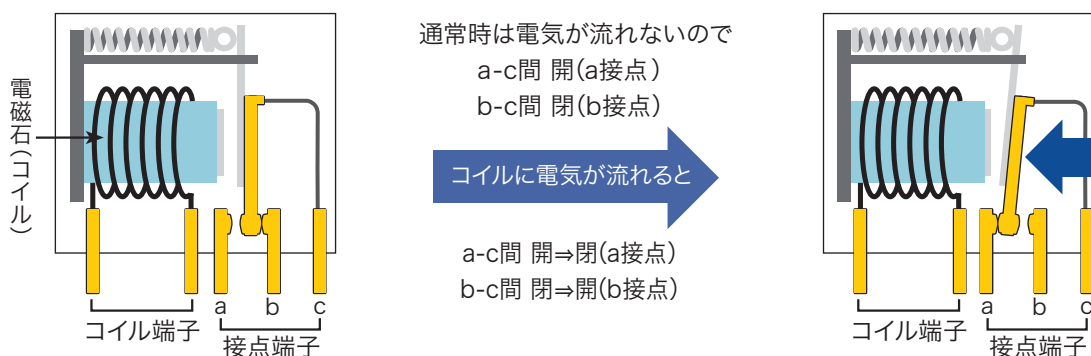 電磁石(コイル)
a
b
c
コイル端子
接点端子
通常時は電気が流れないので
a-c間 開(a接点)
b-c間 閉(b接点)
コイルに電気が流れると
a-c間 開⇒閉(a接点)
b-c間 閉⇒開(b接点)
a
b
c
コイル端子
接点端子